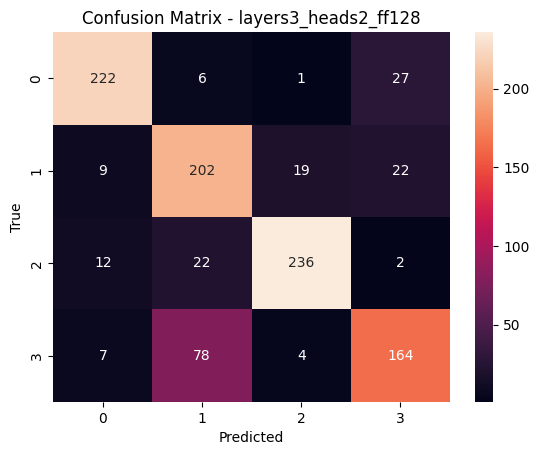 Confusion Matrix - layers3_heads2_ff128
True
0 222 6 1 27
1 9 202 19 22
2 12 22 236 2
3 7 78 4 164
0 1 2 3
Predicted
200
150
100
50